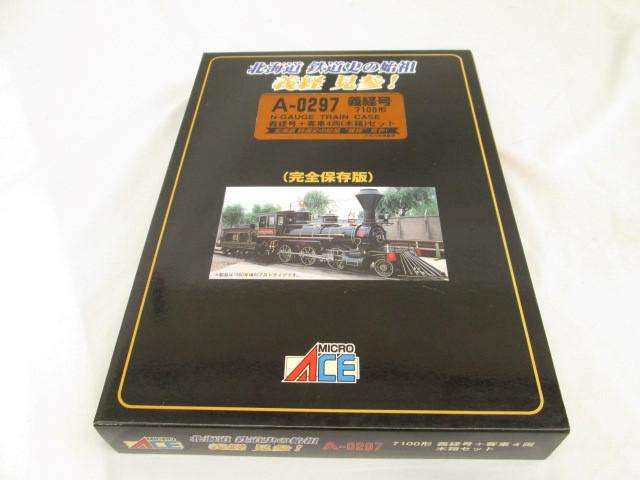 北海道 鉄道史の始祖
義経 見参！
A-0297 義経号
7100形
N-GAUGE TRAIN CASE
義経号＋客車4両(木箱)セット
(完全保存版)
MICRO
ACE
MICRO
ACE
北海道 鉄道史の始祖
義経 見参！
A-0297
7100形 義経号＋客車4両
木箱セット